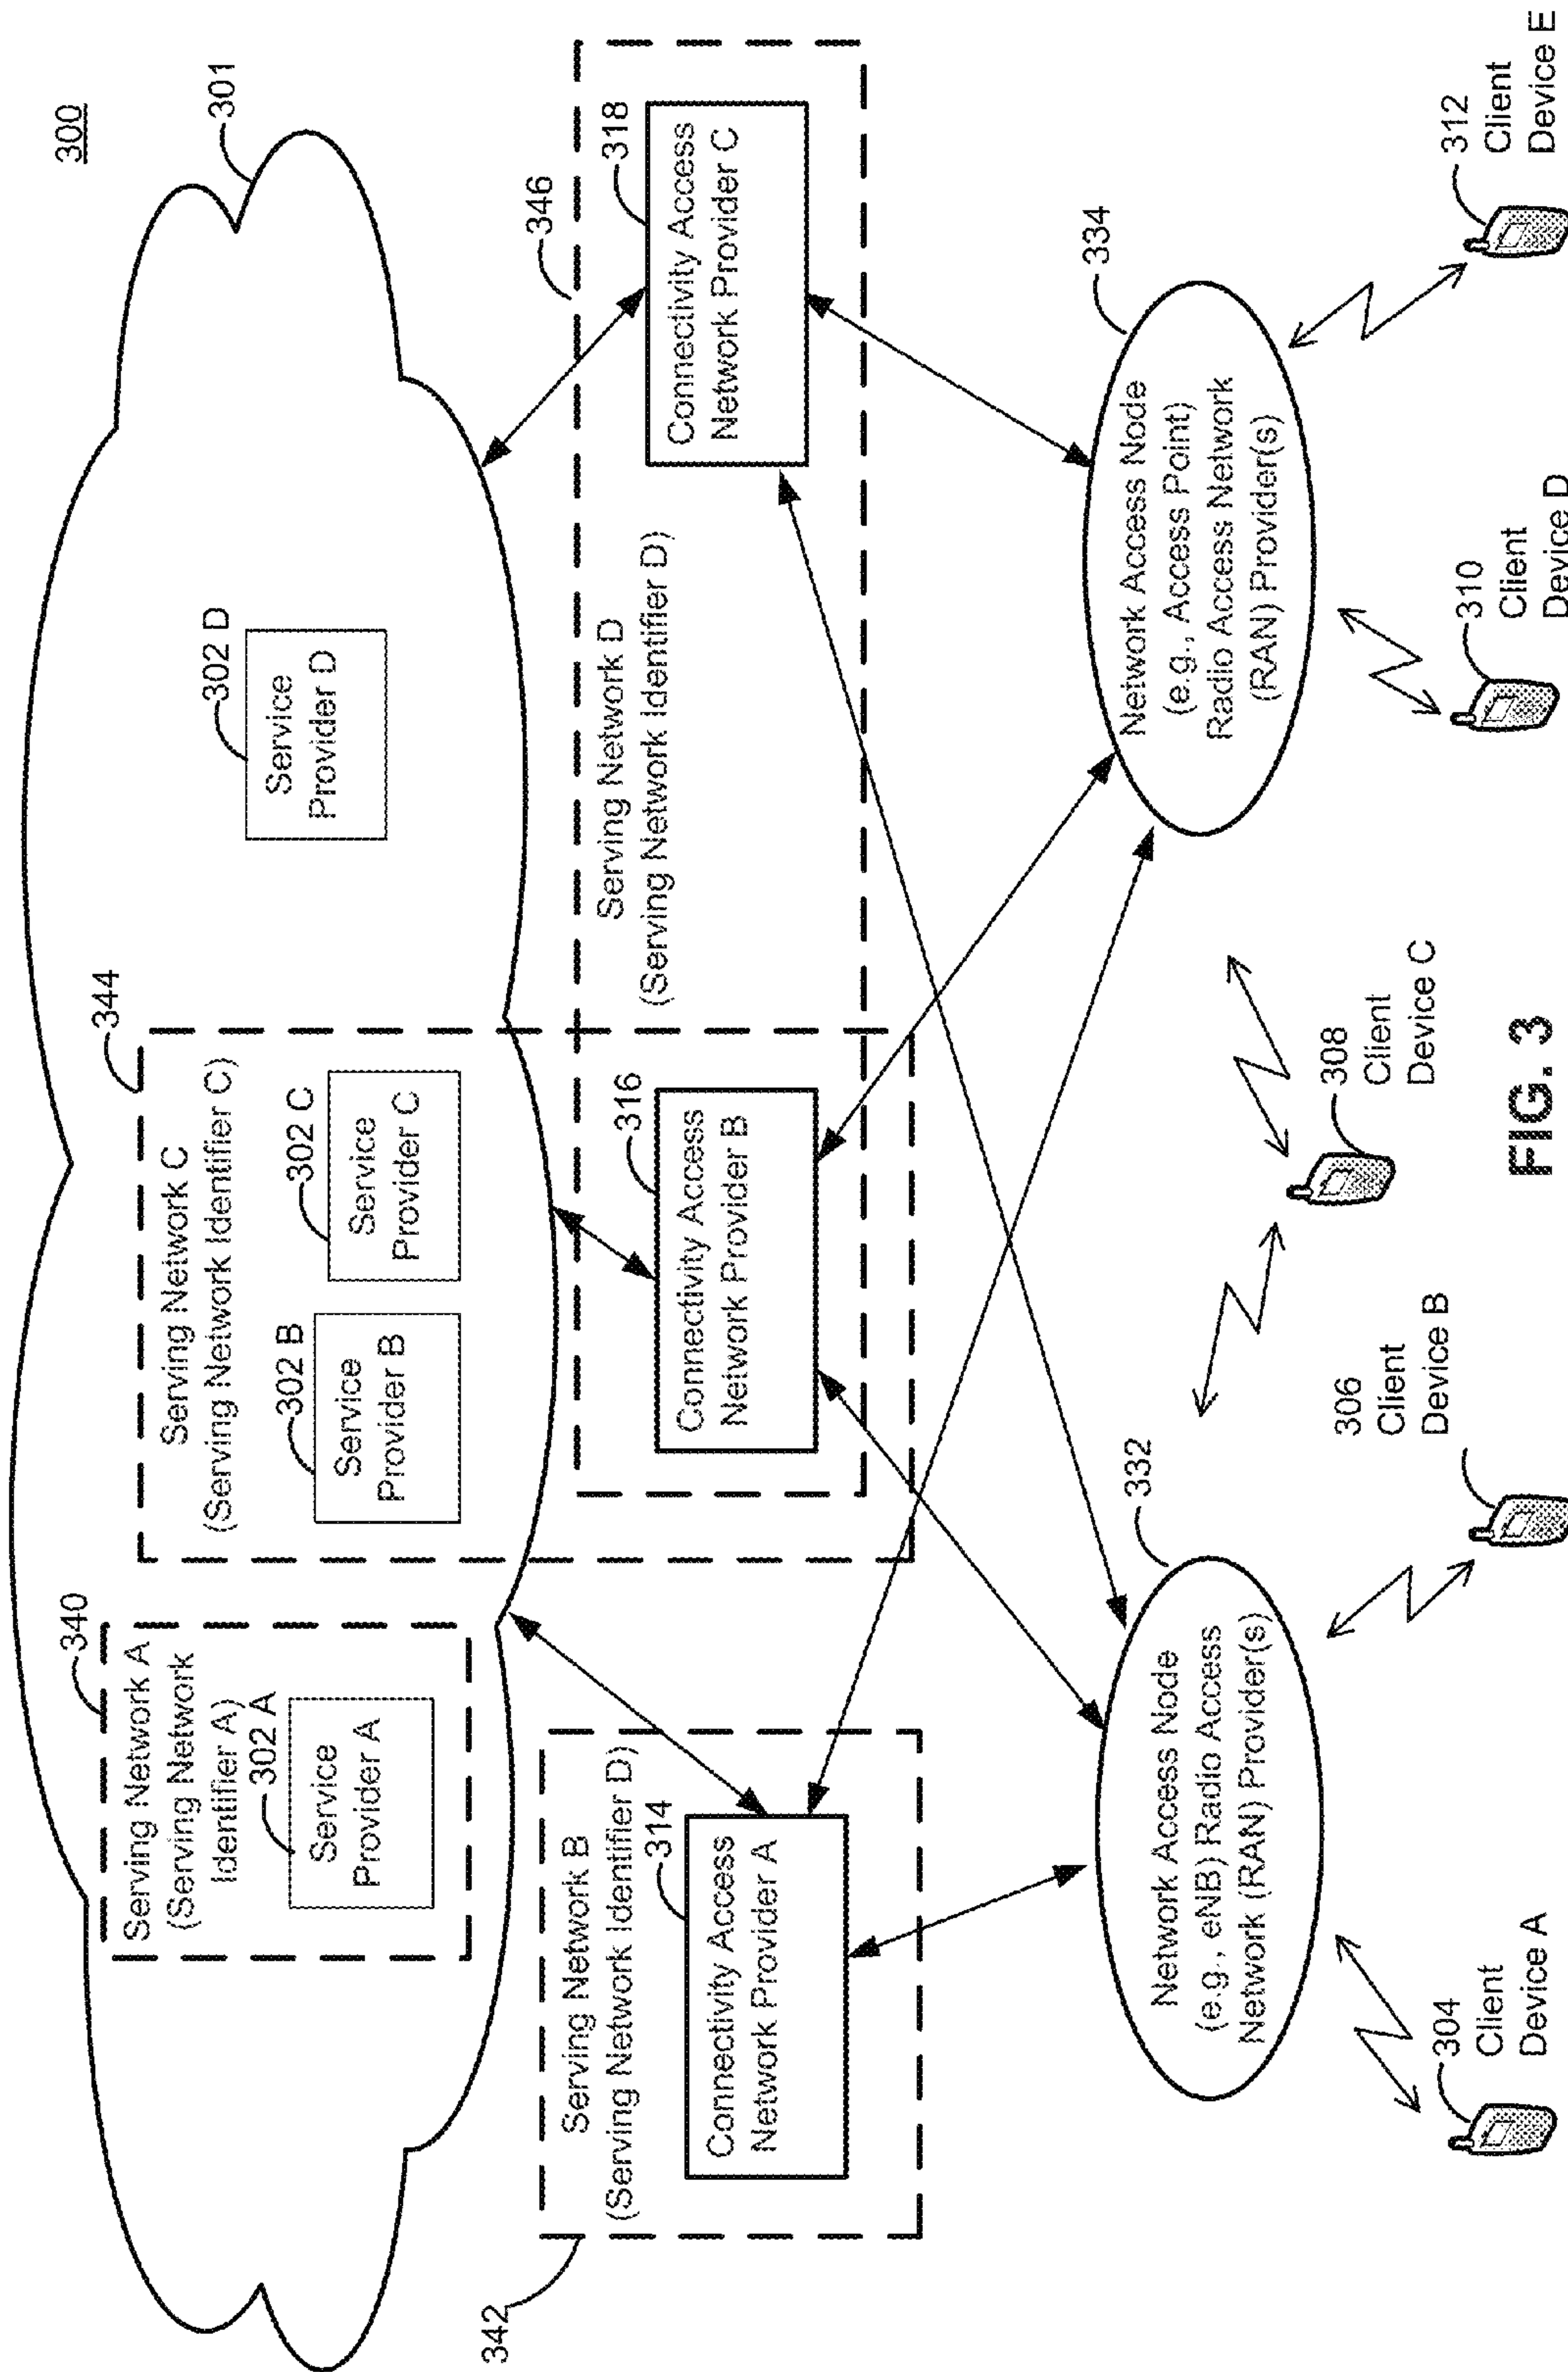 300
301
Serving Network A
(Serving Network
Identifier A)
340
302 A
Service
Provider A
Serving Network C
(Serving Network Identifier C)
344
302 B
Service
Provider B
302 C
Service
Provider C
302 D
Service
Provider D
342
Serving Network B
(Serving Network Identifier D)
314
Connectivity Access
Network Provider A
316
Connectivity Access
Network Provider B
Serving Network D
(Serving Network Identifier D)
346
318
Connectivity Access
Network Provider C
332
Network Access Node
(e.g., eNB) Radio Access
Network (RAN) Provider(s)
334
Network Access Node
(e.g., Access Point)
Radio Access Network
(RAN) Provider(s)
304
Client
Device A
306
Client
Device B
308
Client
Device C
310
Client
Device D
312
Client
Device E
FIG. 3